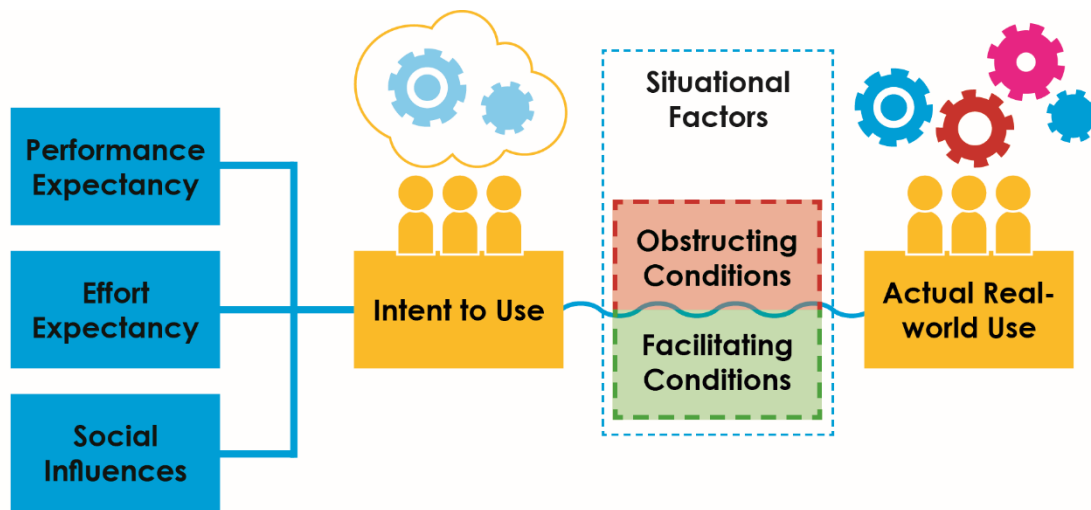 Performance
Expectancy
Effort
Expectancy
Social
Influences
Intent to Use
Situational
Factors
Obstructing
Conditions
Facilitating
Conditions
Actual Real-
world Use